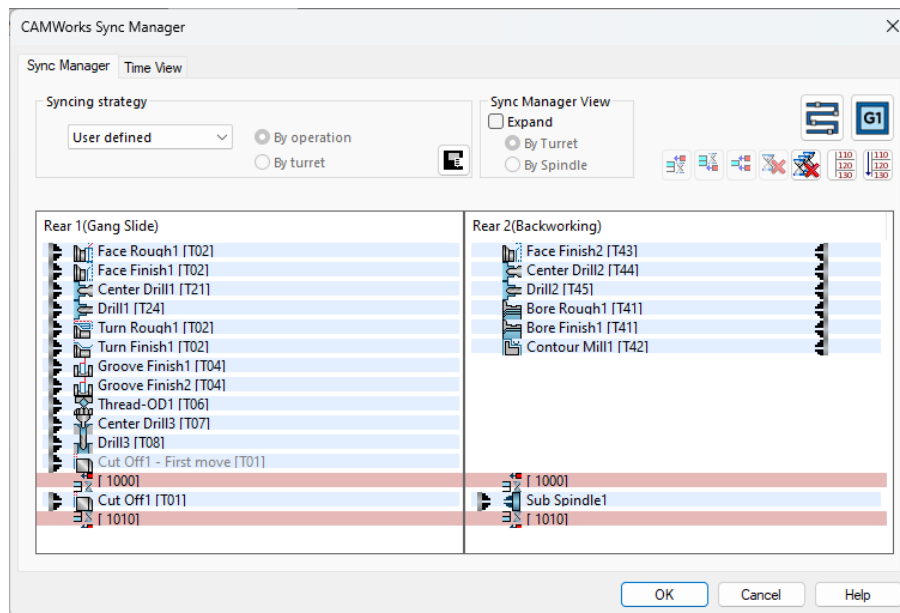 CAMWorks Sync Manager
Sync Manager
Time View
Syncing strategy
User defined
By operation
By turret
Sync Manager View
Expand
By Turret
By Spindle
G1
110
120
130
110
120
130
Rear 1(Gang Slide)
Face Rough1 [T02]
Face Finish1 [T02]
Center Drill1 [T21]
Drill1 [T24]
Turn Rough1 [T02]
Turn Finish1 [T02]
Groove Finish1 [T04]
Groove Finish2 [T04]
Thread-OD1 [T06]
Center Drill3 [T07]
Drill3 [T08]
Cut Off1 - First move [T01]
[ 1000]
Cut Off1 [T01]
[ 1010]
Rear 2(Backworking)
Face Finish2 [T43]
Center Drill2 [T44]
Drill2 [T45]
Bore Rough1 [T41]
Bore Finish1 [T41]
Contour Mill1 [T42]
[ 1000]
Sub Spindle1
[ 1010]
OK
Cancel
Help